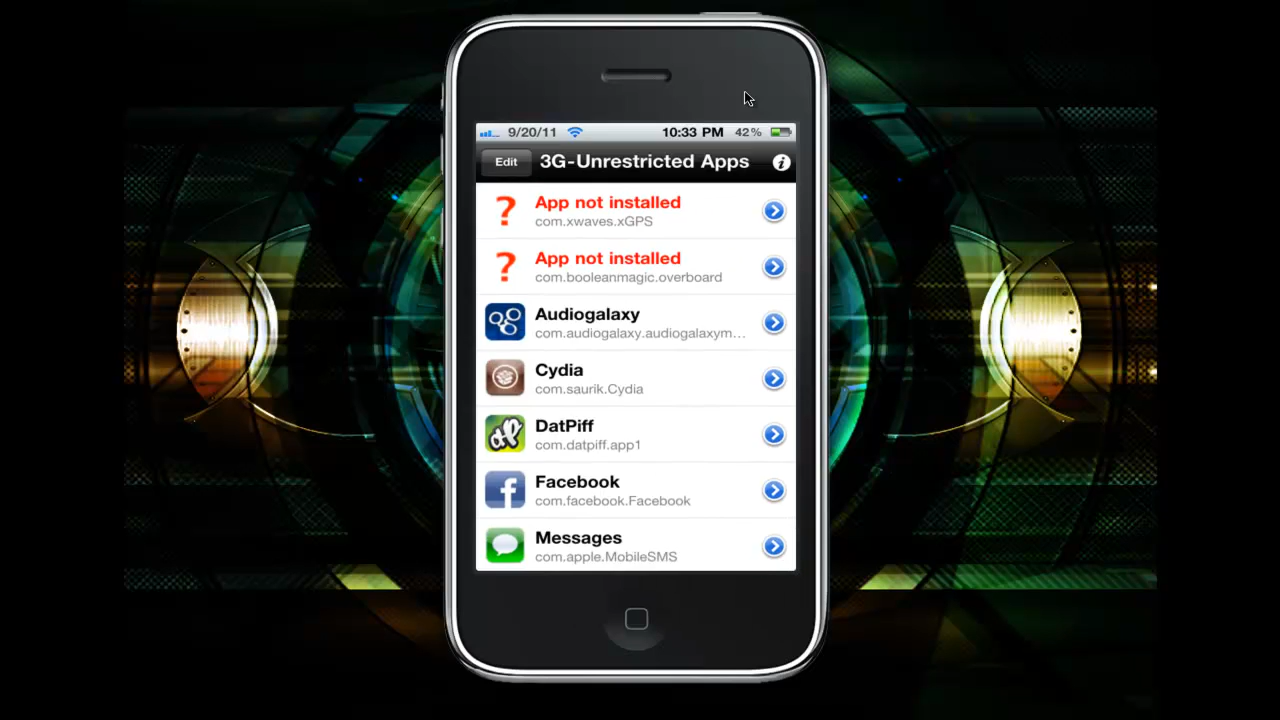 9/20/11 10:33 PM 42%
Edit 3G-Unrestricted Apps
App not installed
com.xwaves.xGPS
App not installed
com.booleanmagic.overboard
Audiogalaxy
com.audiogalaxy.audiogalaxym...
Cydia
com.saurik.Cydia
DatPiff
com.datpiff.app1
Facebook
com.facebook.Facebook
Messages
com.apple.MobileSMS